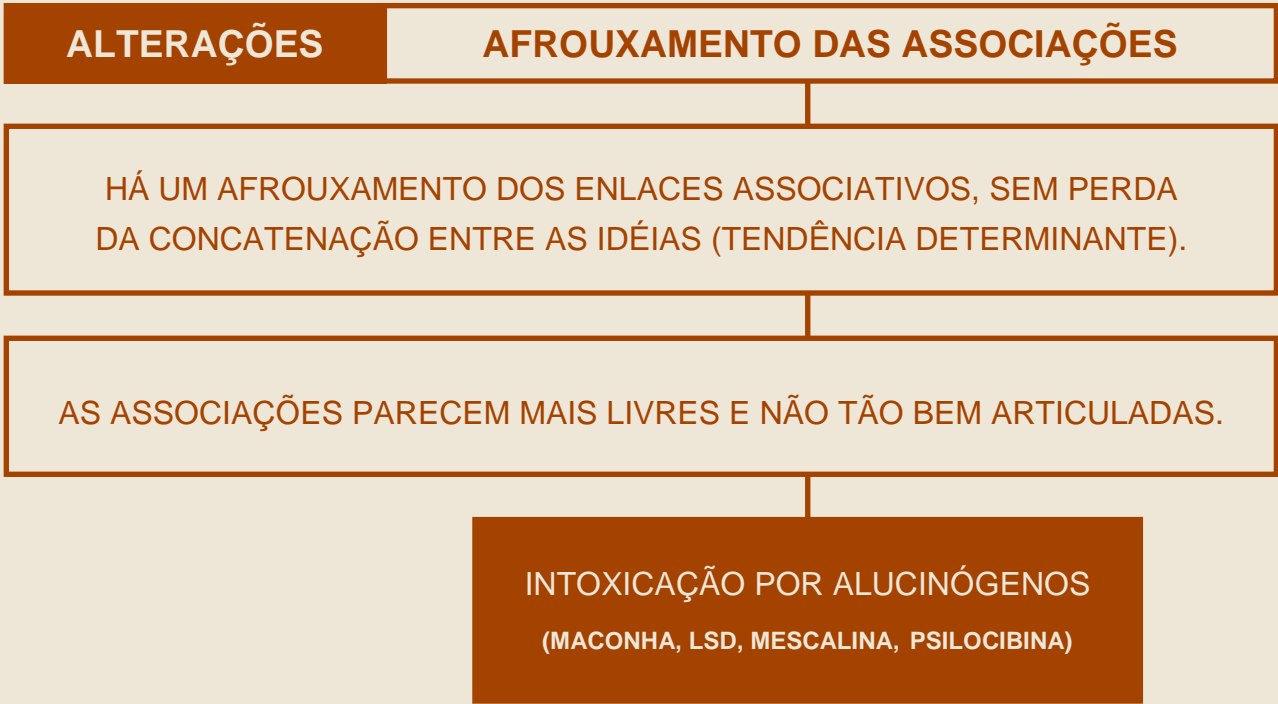 ALTERAÇÕES
AFROUXAMENTO DAS ASSOCIAÇÕES
HÁ UM AFROUXAMENTO DOS ENLACES ASSOCIATIVOS, SEM PERDA
DA CONCATENAÇÃO ENTRE AS IDÉIAS (TENDÊNCIA DETERMINANTE).
AS ASSOCIAÇÕES PARECEM MAIS LIVRES E NÃO TÃO BEM ARTICULADAS.
INTOXICAÇÃO POR ALUCINÓGENOS
(MACONHA, LSD, MESCALINA, PSILOCIBINA)